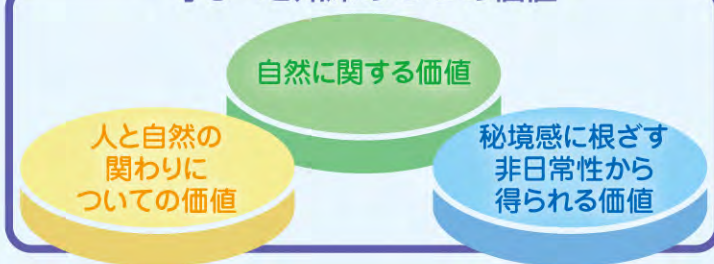 自然に関する価値
人と自然の
関わりに
ついての価値
秘境感に根ざす
非日常性から
得られる価値